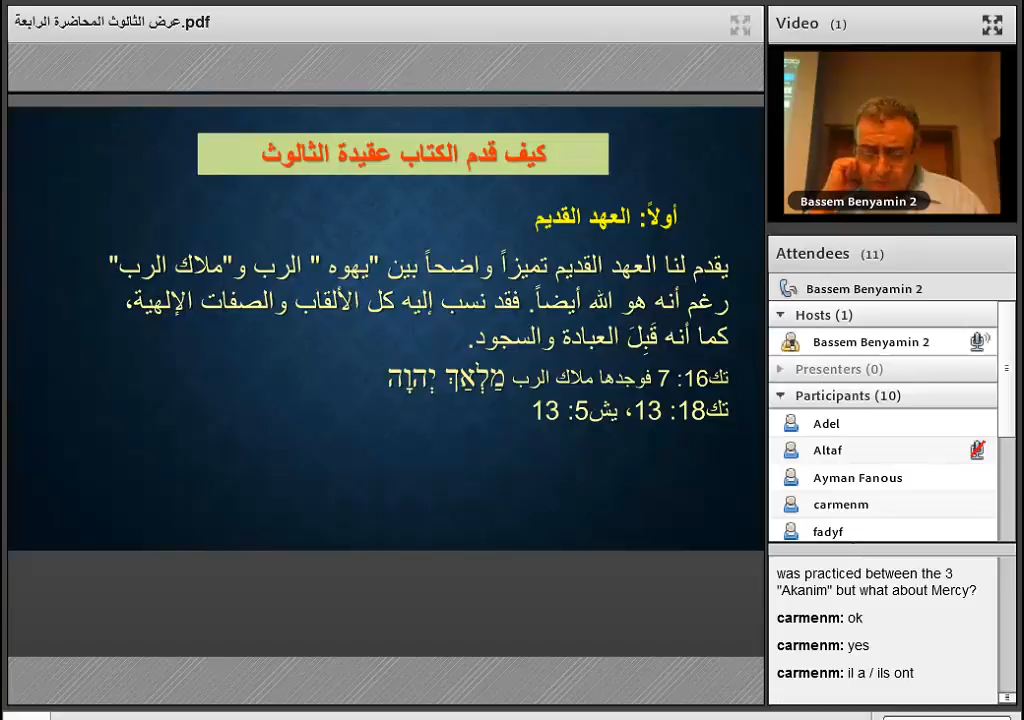 عرض الثالوث المحاضرة الرابعة.pdf
كيف قدم الكتاب عقيدة الثالوث
أولاً: العهد القديم
يقدم لنا العهد القديم تميزاً واضحاً بين "يهوه " الرب و"ملاك الرب"
رغم أنه هو الله أيضاً. فقد نسب إليه كل الألقاب والصفات الإلهية،
كما أنه قَبِلَ العبادة والسجود.
تك16: 7 فوجدها ملاك الرب מַלְאַךְ יְהוָה
تك18: 13، يش5: 13
Video (1)
Bassem Benyamin 2
Attendees (11)
Bassem Benyamin 2
Hosts (1)
Bassem Benyamin 2
Presenters (0)
Participants (10)
Adel
Altaf
Ayman Fanous
carmenm
fadyf
was practiced between the 3
"Akanim" but what about Mercy?
carmenm: ok
carmenm: yes
carmenm: il a / ils ont